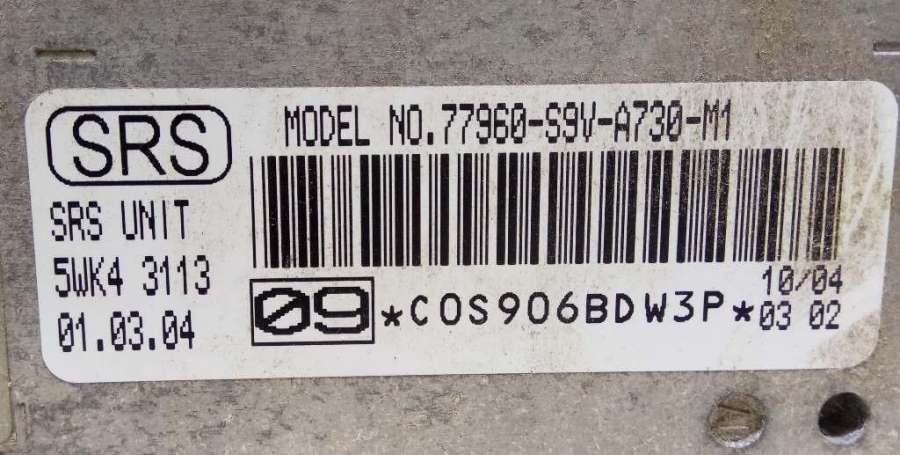 SRS
MODEL NO.77960-S9V-A730-M1
SRS UNIT
5WK4 3113
01.03.04
09
*COS906BDW3P*
10/04
03 02